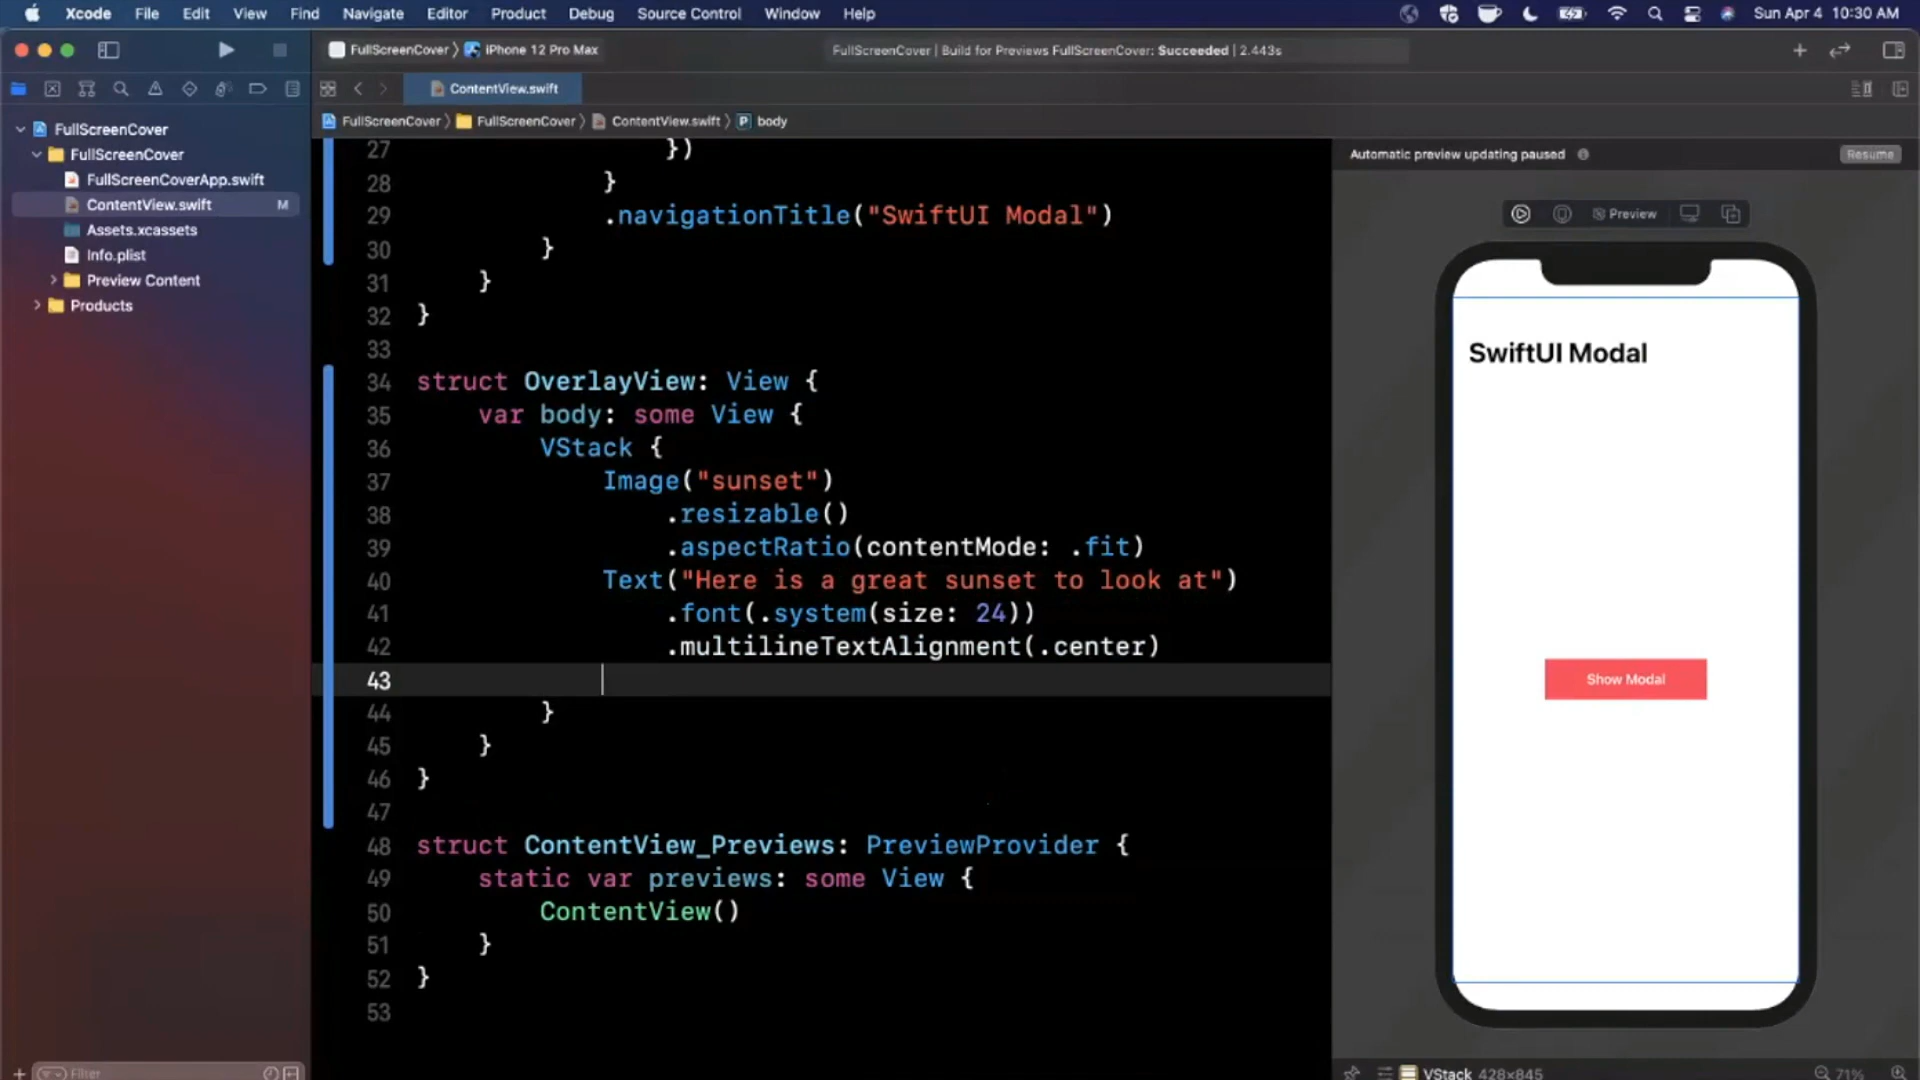 Xcode File Edit View Find Navigate Editor Product Debug Source Control Window Help Sun Apr 4 10:30 AM
FullScreenCover iPhone 12 Pro Max FullScreenCover | Build for Previews FullScreenCover: Succeeded | 2.443s
ContentView.swift
FullScreenCover FullScreenCover ContentView.swift P body
FullScreenCover
FullScreenCover
FullScreenCoverApp.swift
ContentView.swift M
Assets.xcassets
Info.plist
Preview Content
Products
Filter
27 })
28 }
29 .navigationTitle("SwiftUI Modal")
30 }
31 }
32 }
33
34 struct OverlayView: View {
35 var body: some View {
36 VStack {
37 Image("sunset")
38 .resizable()
39 .aspectRatio(contentMode: .fit)
40 Text("Here is a great sunset to look at")
41 .font(.system(size: 24))
42 .multilineTextAlignment(.center)
43
44 }
45 }
46 }
47
48 struct ContentView_Previews: PreviewProvider {
49 static var previews: some View {
50 ContentView()
51 }
52 }
53
Automatic preview updating paused Resume
Preview
SwiftUI Modal
Show Modal
VStack 428x845 71%